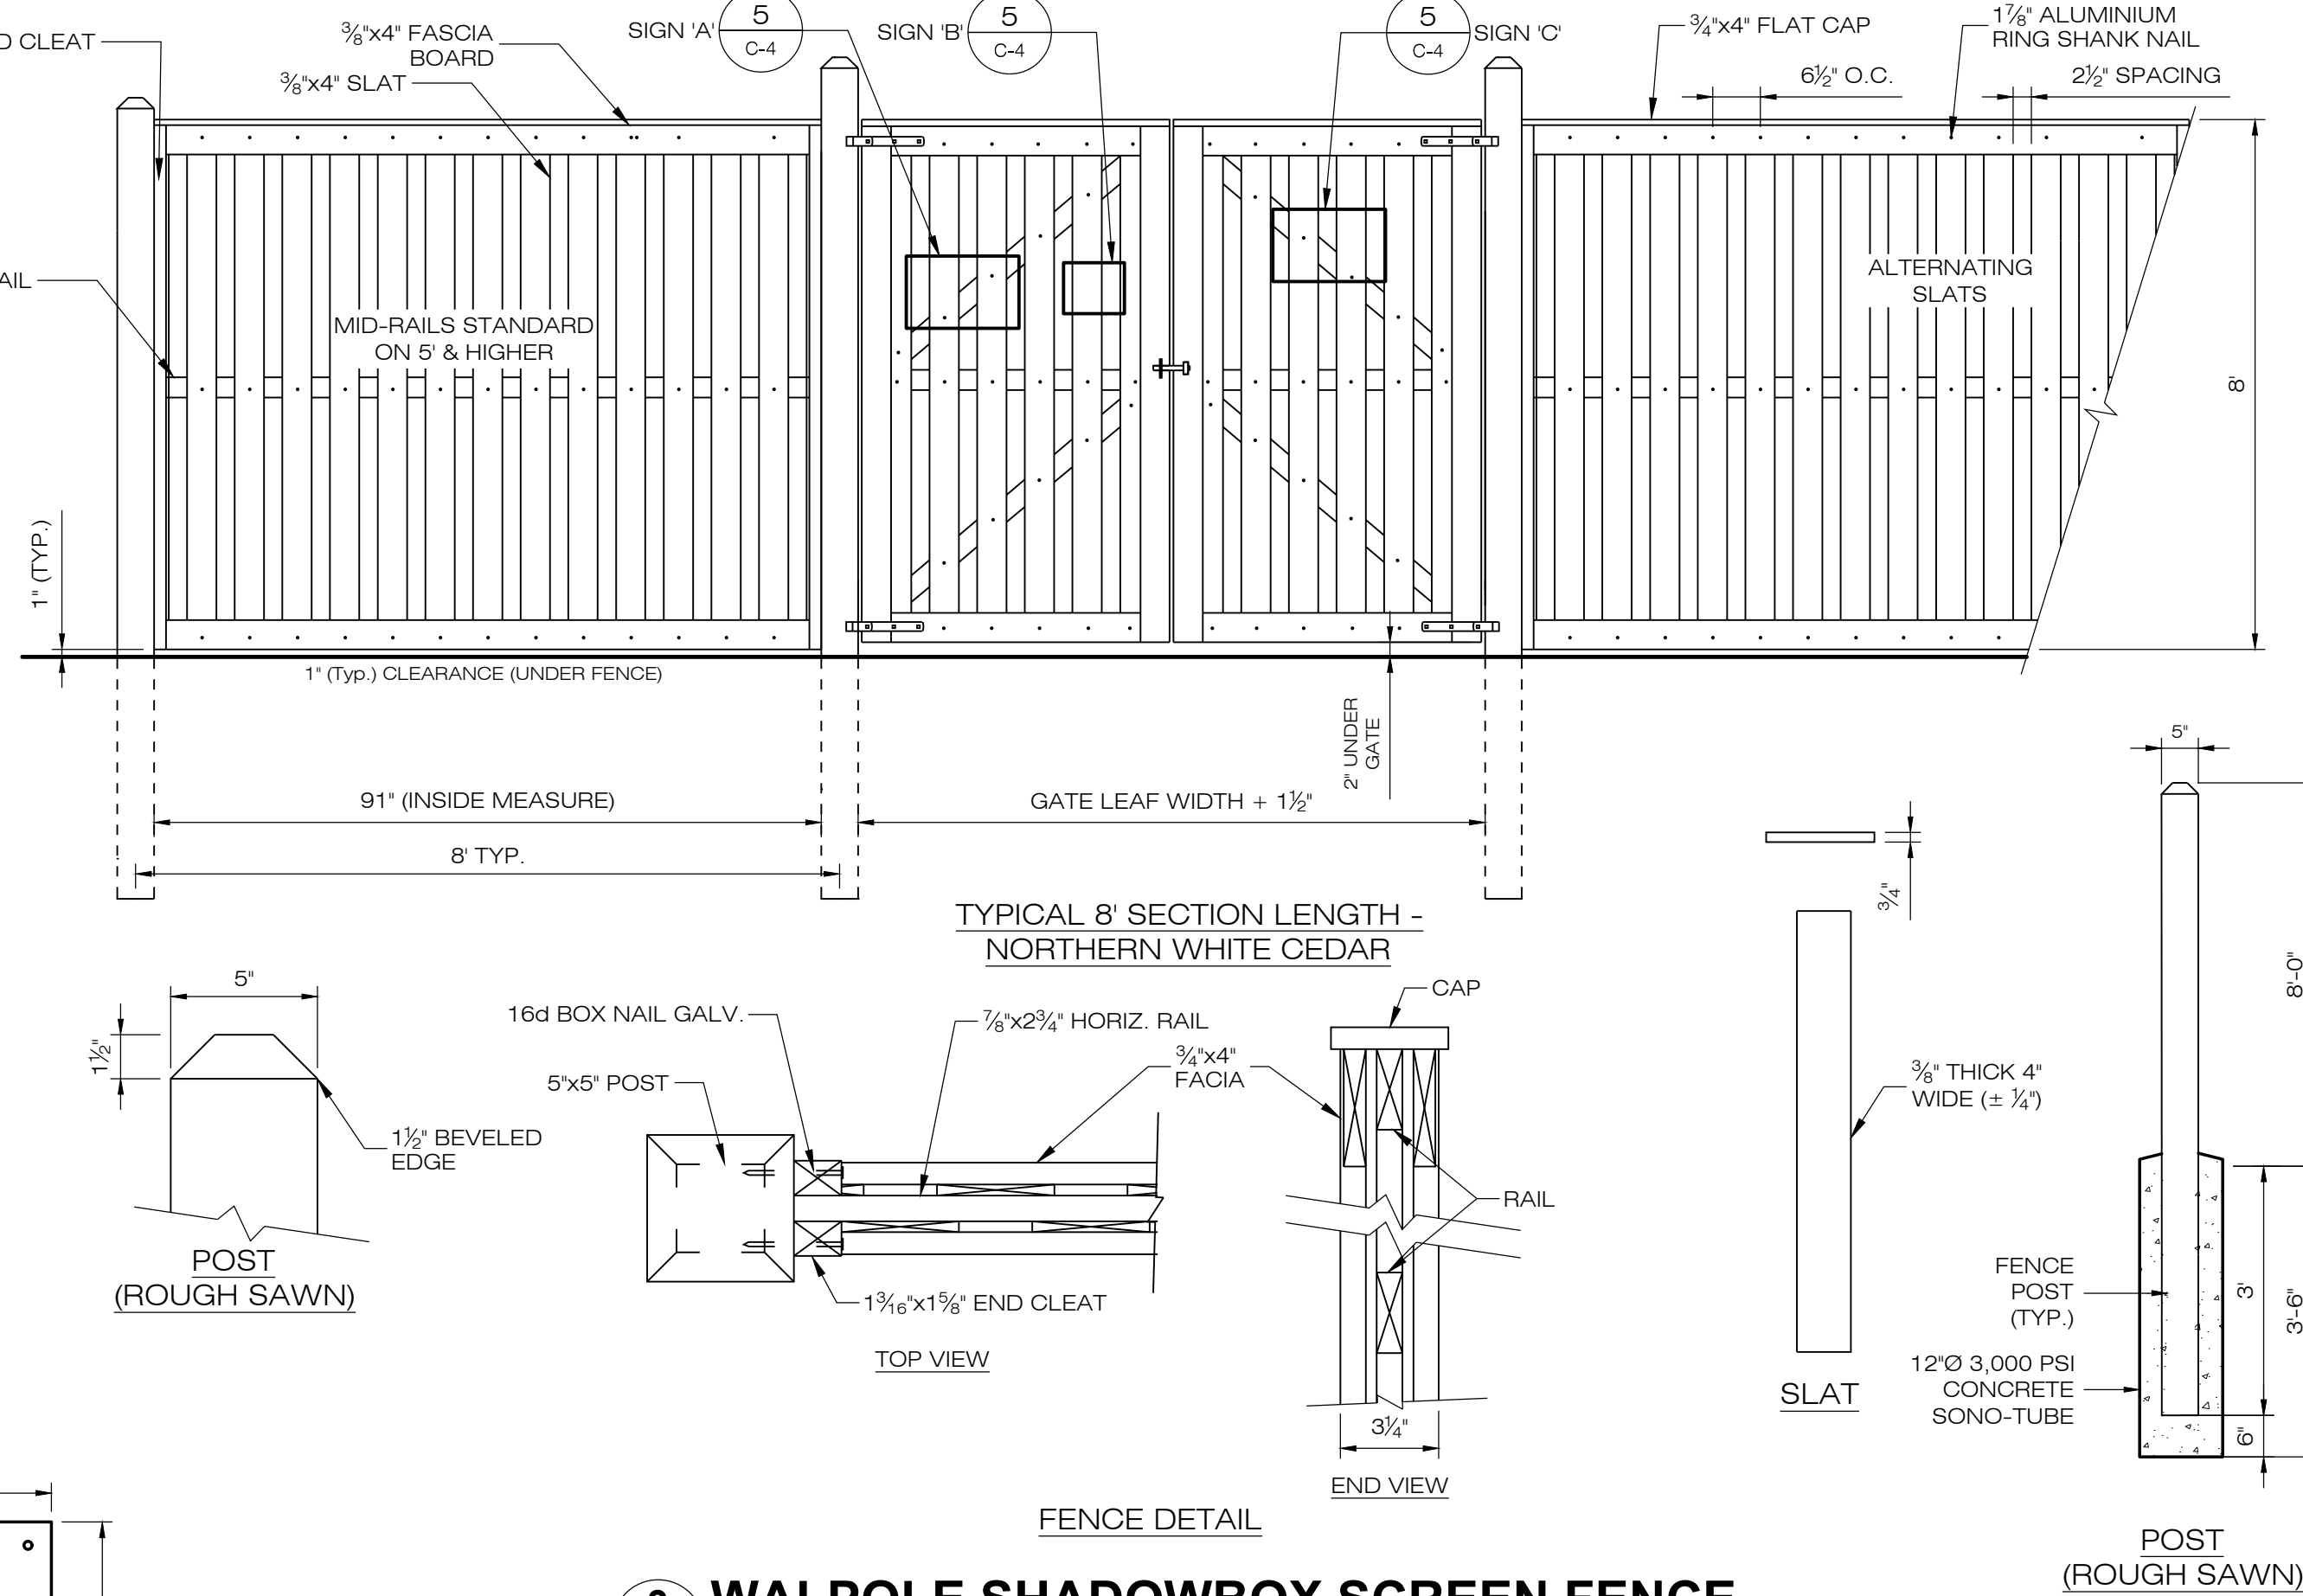 D CLEAT
⅜"x4" FASCIA
BOARD
⅜"x4" SLAT
SIGN 'A'
5
C-4
SIGN 'B'
5
C-4
5
C-4
SIGN 'C'
¾"x4" FLAT CAP
1⅞" ALUMINIUM
RING SHANK NAIL
6½" O.C.
2½" SPACING
AIL
MID-RAILS STANDARD
ON 5' & HIGHER
ALTERNATING
SLATS
8'
1" (TYP.)
1" (Typ.) CLEARANCE (UNDER FENCE)
2" UNDER
GATE
91" (INSIDE MEASURE)
GATE LEAF WIDTH + 1½"
8' TYP.
TYPICAL 8' SECTION LENGTH -
NORTHERN WHITE CEDAR
5"
1½"
1½" BEVELED
EDGE
POST
(ROUGH SAWN)
16d BOX NAIL GALV.
⅞"x2¾" HORIZ. RAIL
5"x5" POST
¾"x4"
FACIA
1³⁄₁₆"x1⅝" END CLEAT
TOP VIEW
CAP
RAIL
3¼"
END VIEW
FENCE DETAIL
¾"
⅜" THICK 4"
WIDE (± ¼")
SLAT
5"
8'-0"
3'
3'-6"
6"
FENCE
POST
(TYP.)
12"Ø 3,000 PSI
CONCRETE
SONO-TUBE
POST
(ROUGH SAWN)
WALPOLE SHADOWBOX SCREEN FENCE